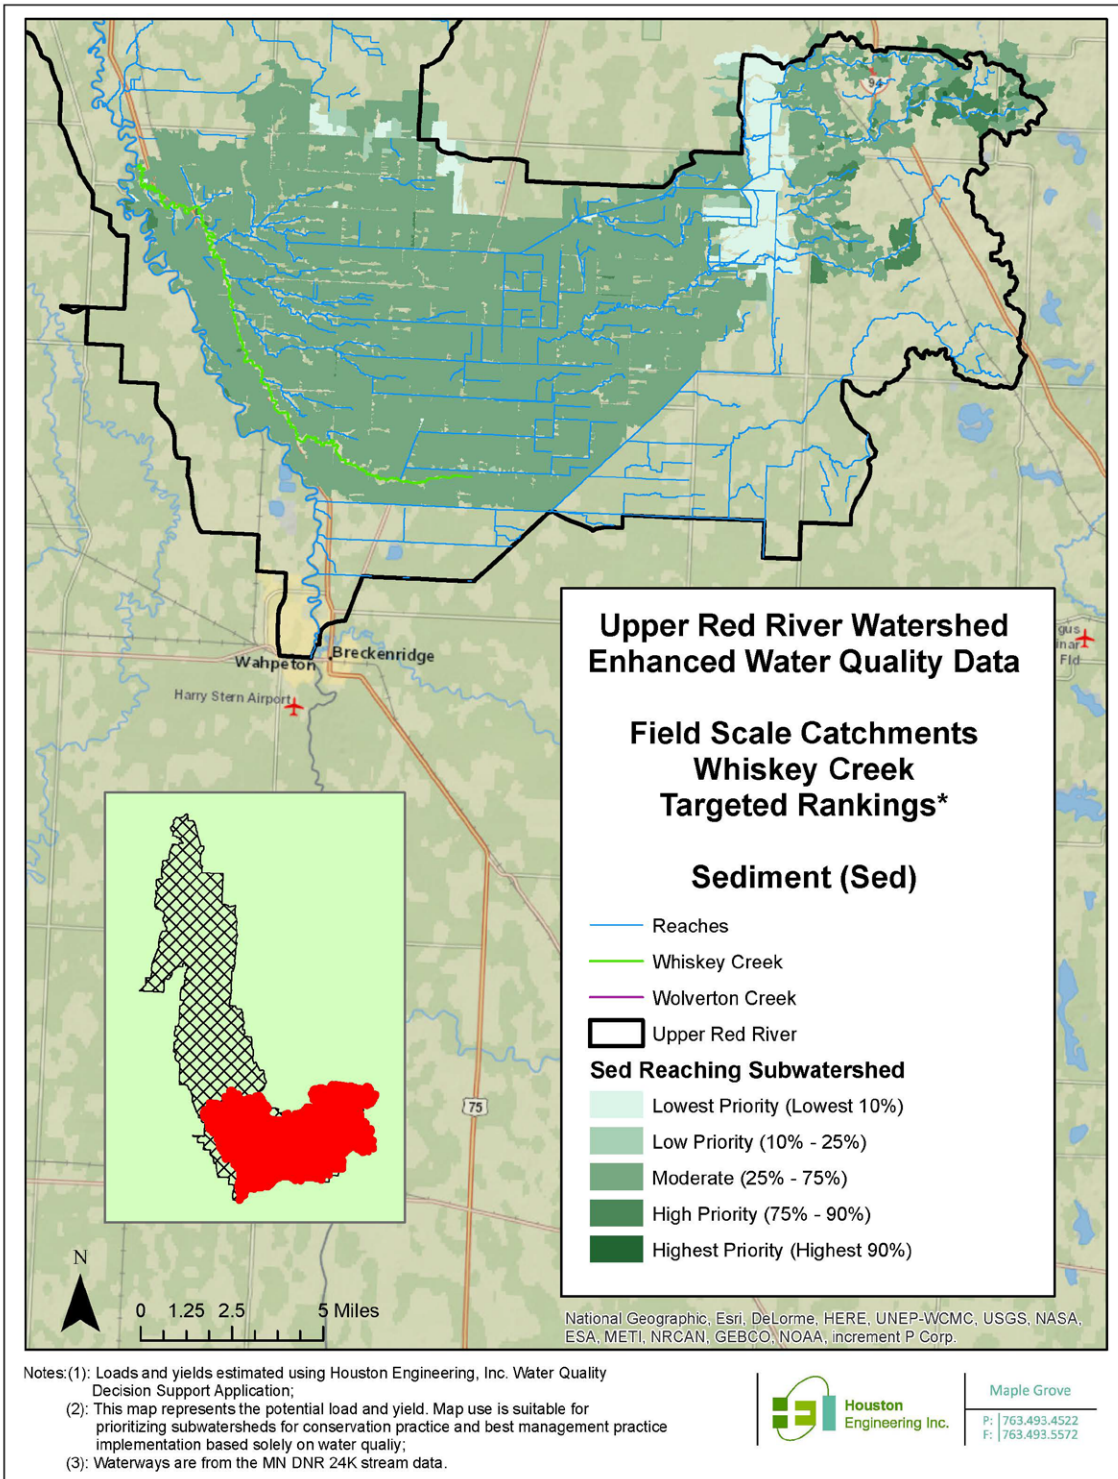 94
Wahpeton
Breckenridge
Harry Stern Airport
gus
inar
Fld
75
Upper Red River Watershed
Enhanced Water Quality Data
Field Scale Catchments
Whiskey Creek
Targeted Rankings*
Sediment (Sed)
Reaches
Whiskey Creek
Wolverton Creek
Upper Red River
Sed Reaching Subwatershed
Lowest Priority (Lowest 10%)
Low Priority (10% - 25%)
Moderate (25% - 75%)
High Priority (75% - 90%)
Highest Priority (Highest 90%)
N
0 1.25 2.5 5 Miles
National Geographic, Esri, DeLorme, HERE, UNEP-WCMC, USGS, NASA,
ESA, METI, NRCAN, GEBCO, NOAA, increment P Corp.
Notes:(1): Loads and yields estimated using Houston Engineering, Inc. Water Quality
Decision Support Application;
(2): This map represents the potential load and yield. Map use is suitable for
prioritizing subwatersheds for conservation practice and best management practice
implementation based solely on water qualiy;
(3): Waterways are from the MN DNR 24K stream data.
Houston
Engineering Inc.
Maple Grove
P: 763.493.4522
F: 763.493.5572